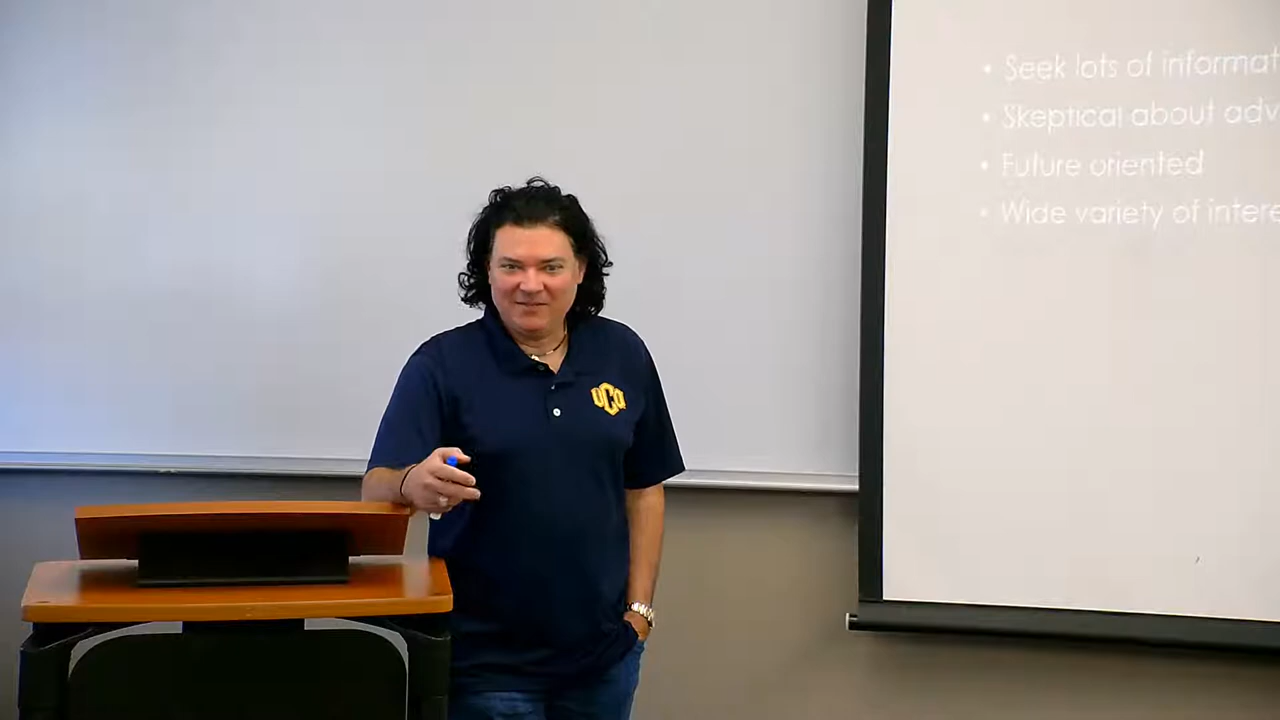 UCO
• Seek lots of informat
• Skeptical about adv
• Future oriented
• Wide variety of intere